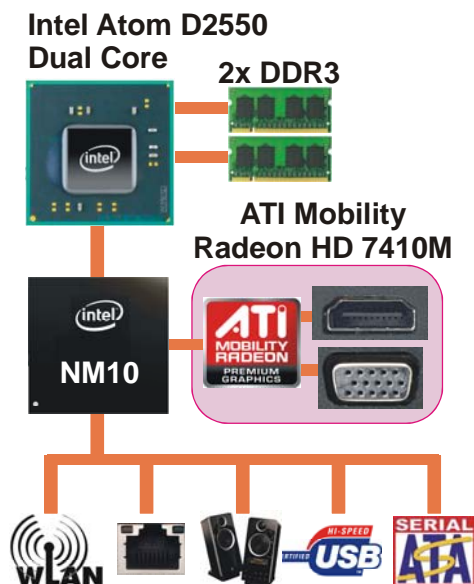 Intel Atom D2550
Dual Core
2x DDR3
intel
ATI Mobility
Radeon HD 7410M
intel
NM10
ATI
MOBILITY
RADEON
PREMIUM
GRAPHICS
WLAN
HI-SPEED
CERTIFIED
USB
SERIAL
ATA